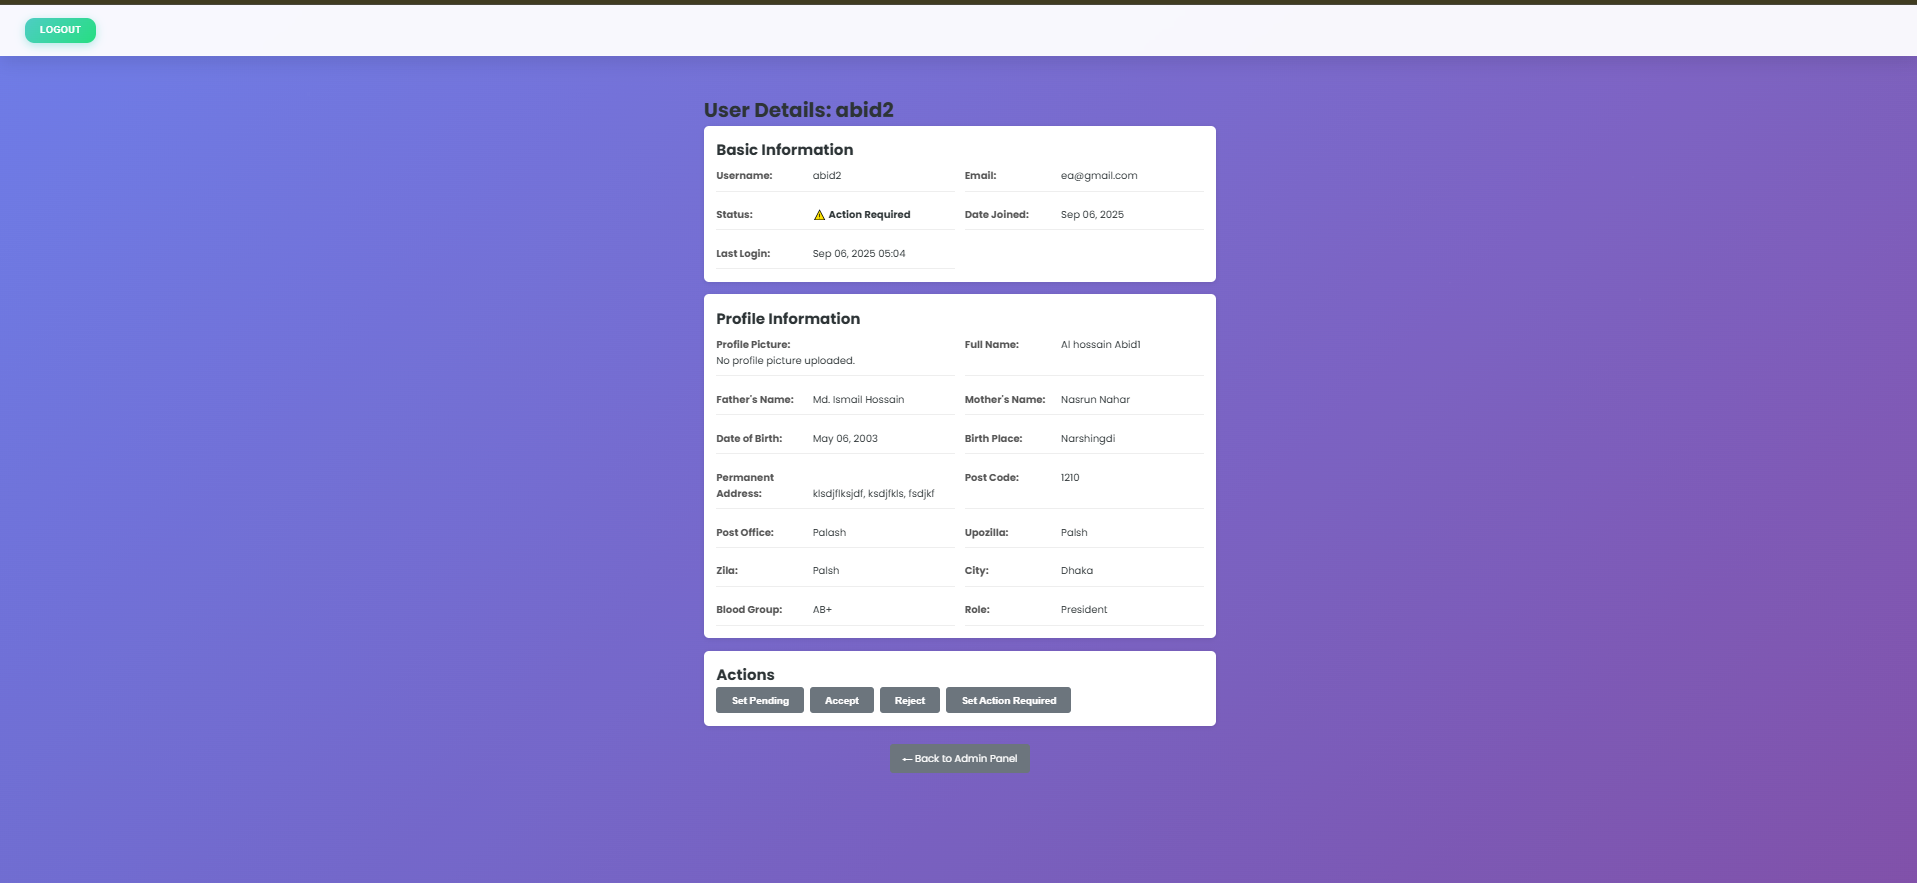 LOGOUT
User Details: abid2
Basic Information
Username: abid2 Email: ea@gmail.com
Status: ⚠ Action Required Date Joined: Sep 06, 2025
Last Login: Sep 06, 2025 05:04
Profile Information
Profile Picture: Full Name: Al hossain Abid1
No profile picture uploaded.
Father's Name: Md. Ismail Hossain Mother's Name: Nasrun Nahar
Date of Birth: May 06, 2003 Birth Place: Narshingdi
Permanent Post Code: 1210
Address: klsdjflksjdf, ksdjfkls, fsdjkf
Post Office: Palash Upozilla: Palsh
Zila: Palsh City: Dhaka
Blood Group: AB+ Role: President
Actions
Set Pending Accept Reject Set Action Required
← Back to Admin Panel